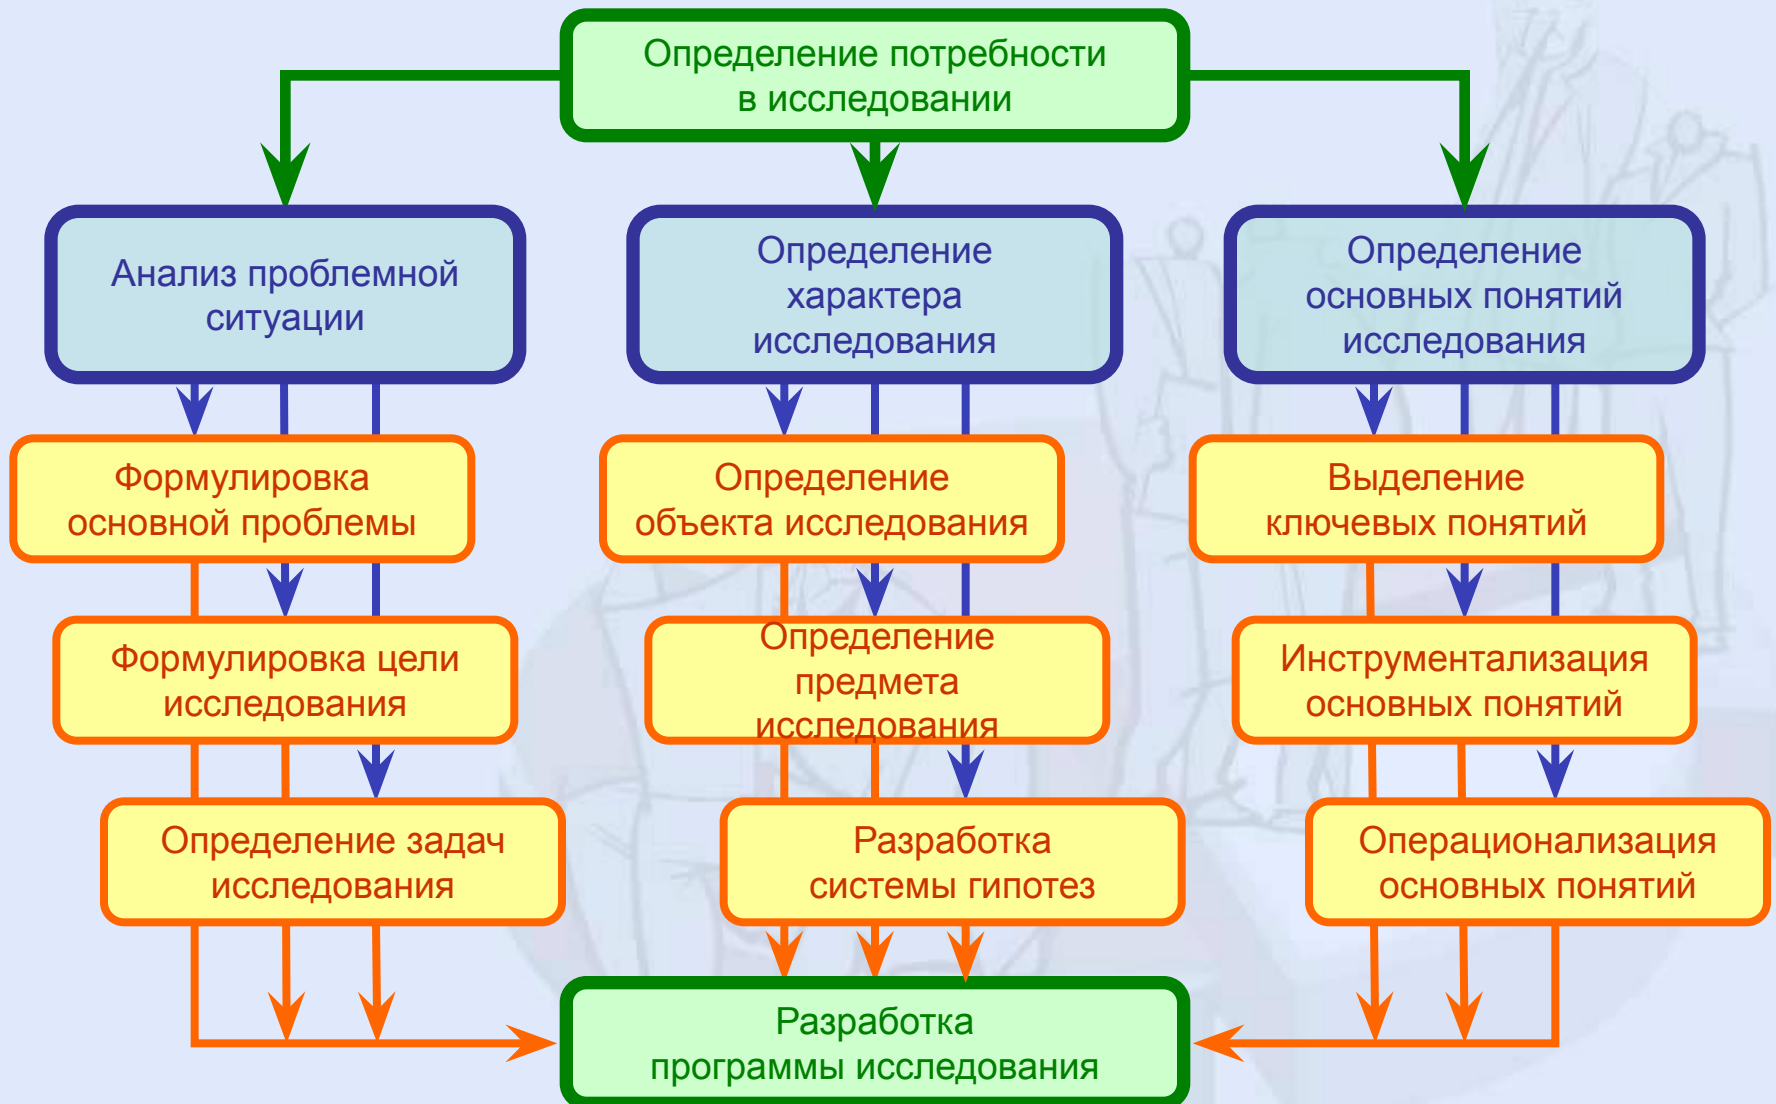 Определение потребности
в исследовании
Анализ проблемной
ситуации
Определение
характера
исследования
Определение
основных понятий
исследования
Формулировка
основной проблемы
Определение
объекта исследования
Выделение
ключевых понятий
Формулировка цели
исследования
Определение
предмета
исследования
Инструментализация
основных понятий
Определение задач
исследования
Разработка
системы гипотез
Операционализация
основных понятий
Разработка
программы исследования